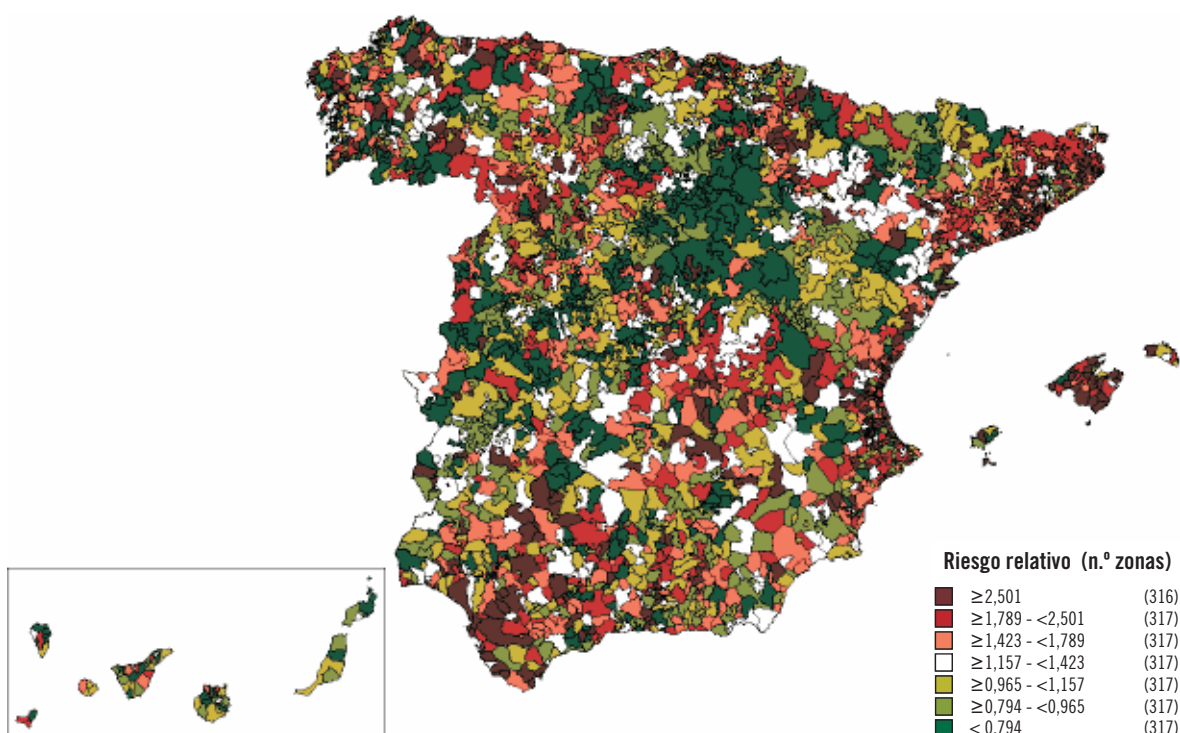 Riesgo relativo (n.º zonas)
≥2,501 (316)
≥1,789 - <2,501 (317)
≥1,423 - <1,789 (317)
≥1,157 - <1,423 (317)
≥0,965 - <1,157 (317)
≥0,794 - <0,965 (317)
<0,794 (317)